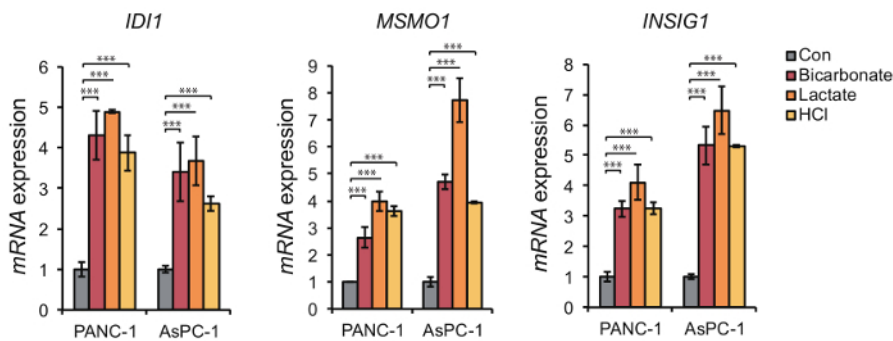 IDI1
MSMO1
INSIG1
mRNA expression
6
5
4
3
2
1
0
***
***
***
***
***
***
PANC-1
AsPC-1
mRNA expression
9
8
7
6
5
4
3
2
1
0
***
***
***
***
***
***
PANC-1
AsPC-1
mRNA expression
8
7
6
5
4
3
2
1
0
***
***
***
***
***
***
PANC-1
AsPC-1
Con
Bicarbonate
Lactate
HCl